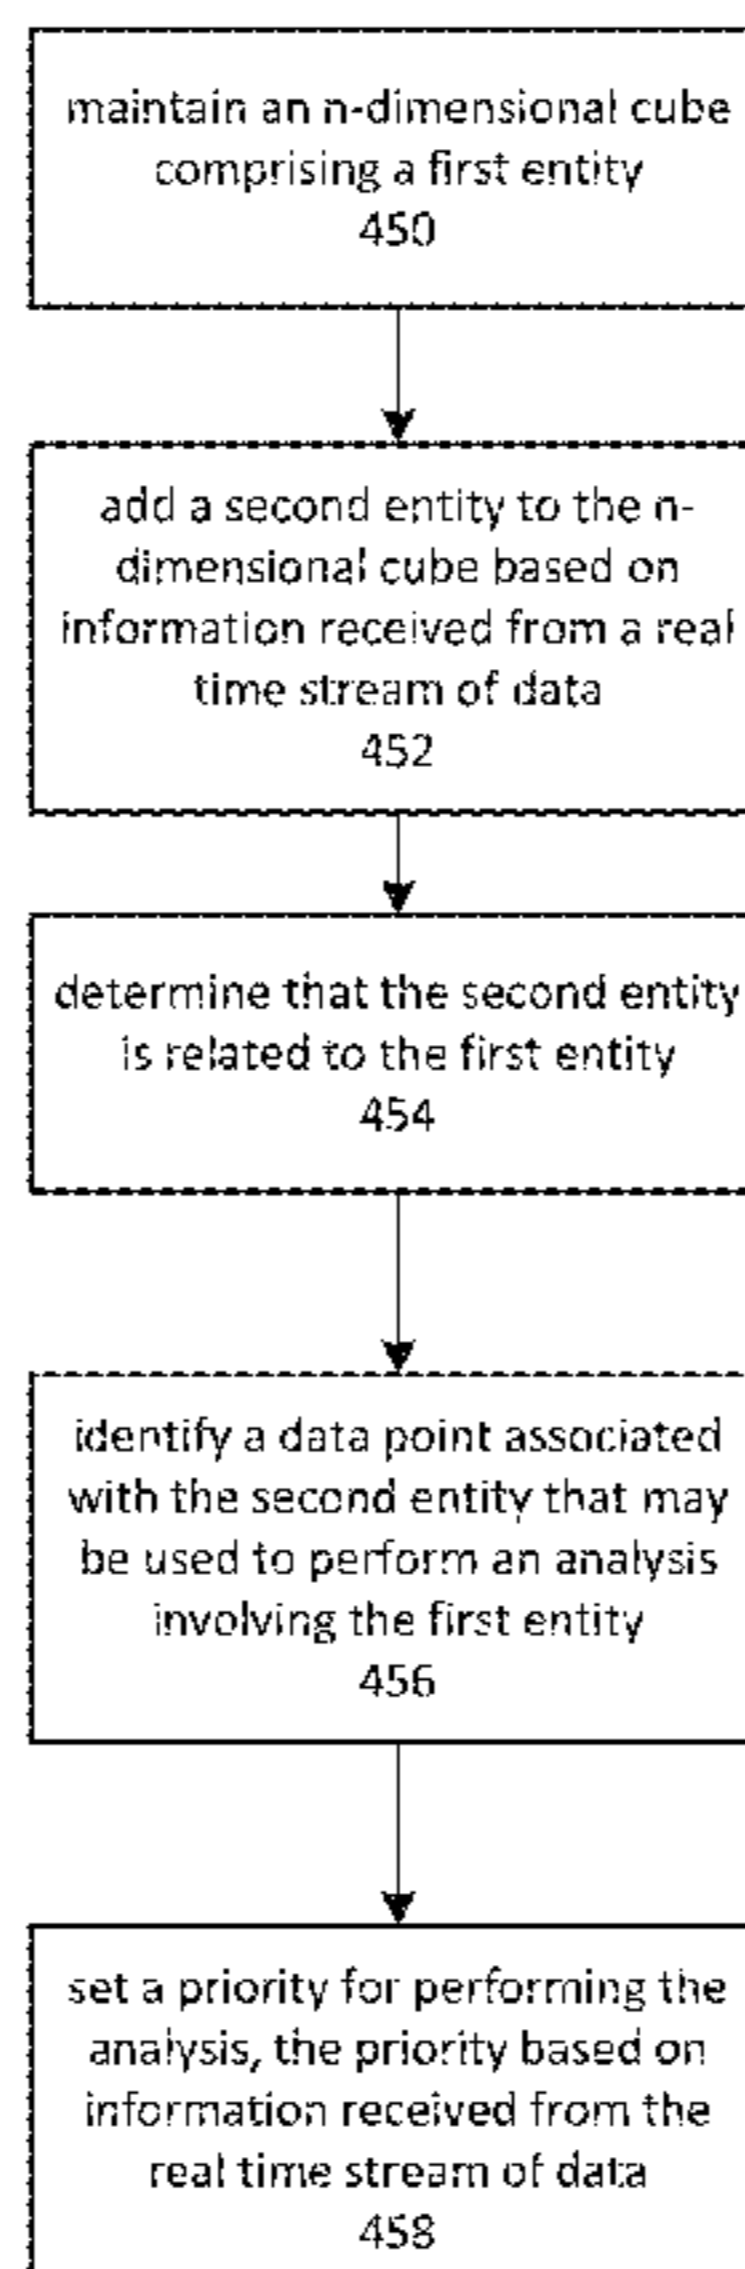 maintain an n-dimensional cube
comprising a first entity
450
add a second entity to the n-
dimensional cube based on
information received from a real
time stream of data
452
determine that the second entity
is related to the first entity
454
identify a data point associated
with the second entity that may
be used to perform an analysis
involving the first entity
456
set a priority for performing the
analysis, the priority based on
information received from the
real time stream of data
458